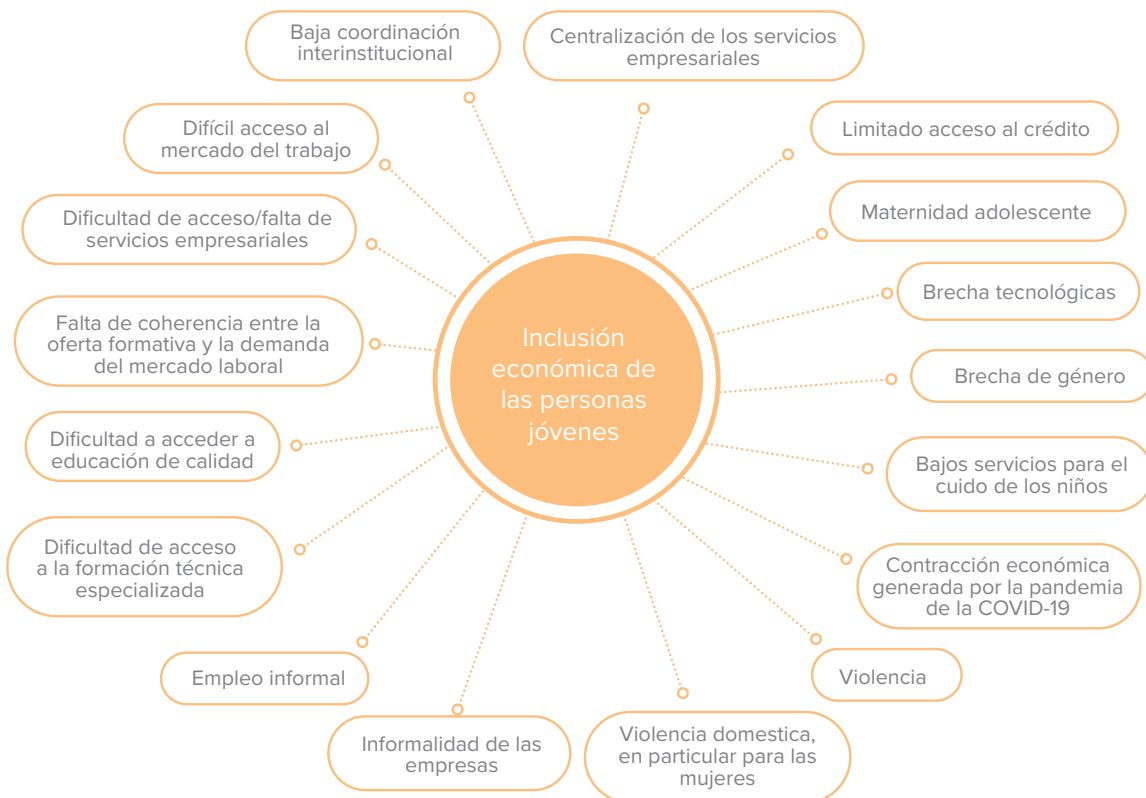 Baja coordinación
interinstitucional
Centralización de los servicios
empresariales
Difícil acceso al
mercado del trabajo
Limitado acceso al crédito
Dificultad de acceso/falta de
servicios empresariales
Maternidad adolescente
Brecha tecnológicas
Falta de coherencia entre la
oferta formativa y la demanda
del mercado laboral
Inclusión
económica de
las personas
jóvenes
Brecha de género
Dificultad a acceder a
educación de calidad
Bajos servicios para el
cuido de los niños
Dificultad de acceso
a la formación técnica
especializada
Contracción económica
generada por la pandemia
de la COVID-19
Empleo informal
Violencia
Informalidad de las
empresas
Violencia domestica,
en particular para las
mujeres